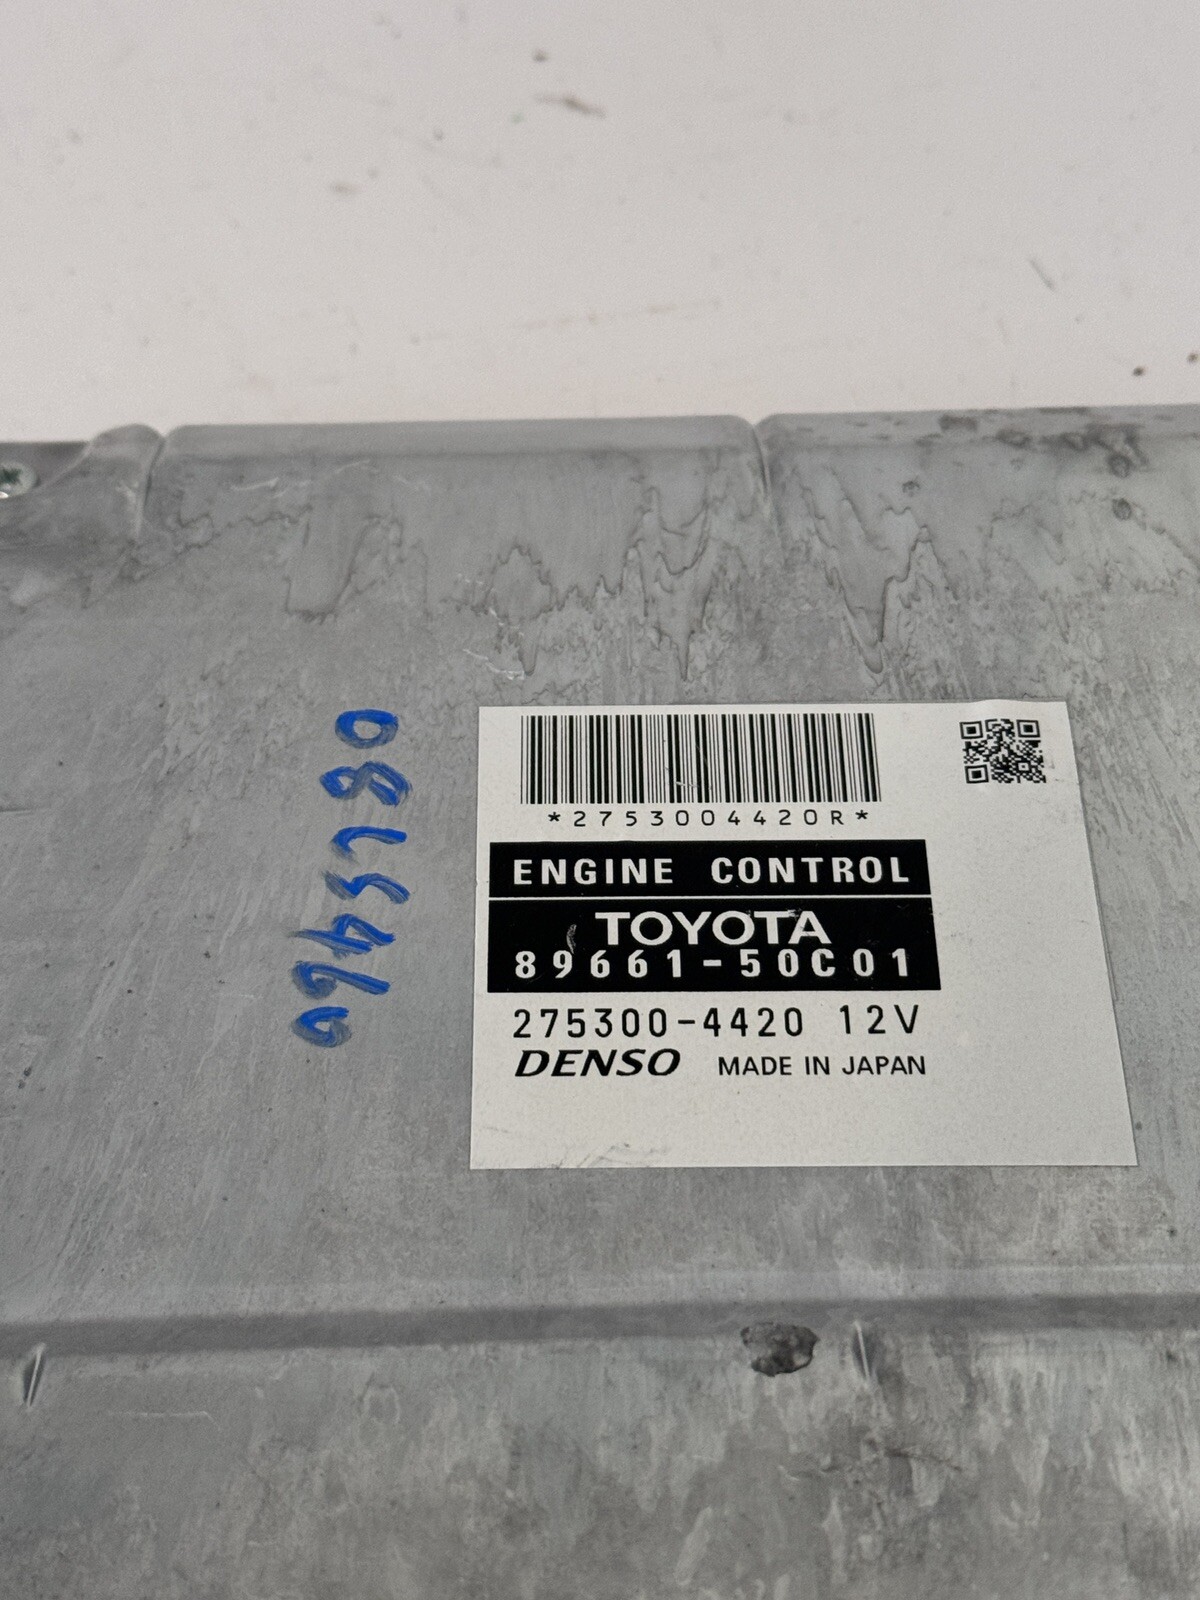 *2753004420R*
ENGINE CONTROL
TOYOTA
89661-50C01
275300-4420 12V
DENSO MADE IN JAPAN